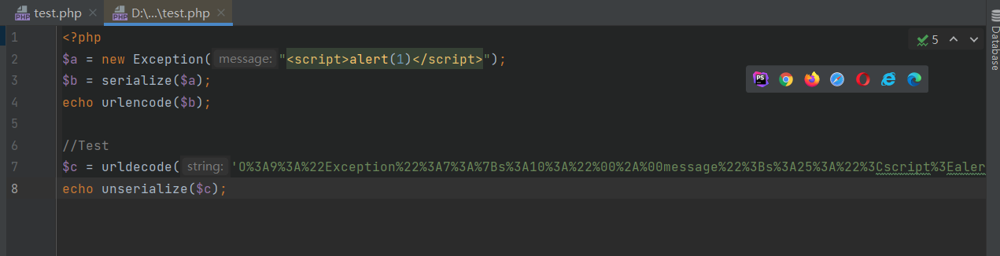 test.php D:\...\test.php
1 <?php
2 $a = new Exception( message: "<script>alert(1)</script>");
3 $b = serialize($a);
4 echo urlencode($b);
5
6 //Test
7 $c = urldecode( string: 'O%3A9%3A%22Exception%22%3A7%3A%7Bs%3A10%3A%22%00%2A%00message%22%3Bs%3A25%3A%22%3Cscript%3Ealer
8 echo unserialize($c);
5
Database